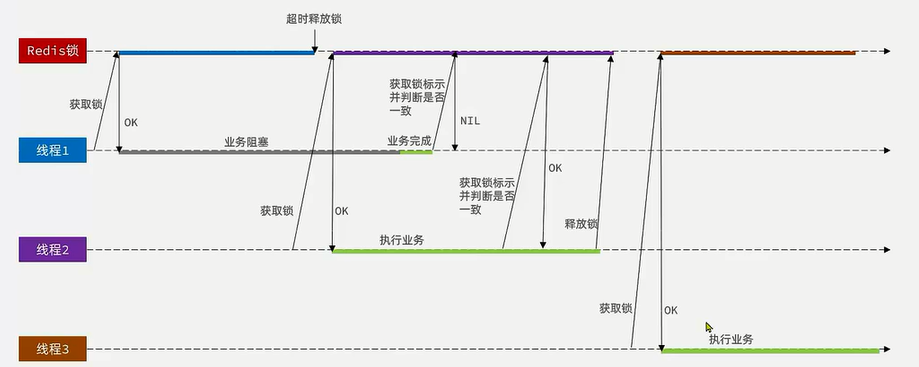 超时释放锁
Redis锁
获取锁
OK
获取锁标示
并判断是否
一致
NIL
线程1
业务阻塞
业务完成
获取锁
OK
获取锁标示
并判断是否
一致
OK
释放锁
线程2
执行业务
获取锁
OK
线程3
执行业务